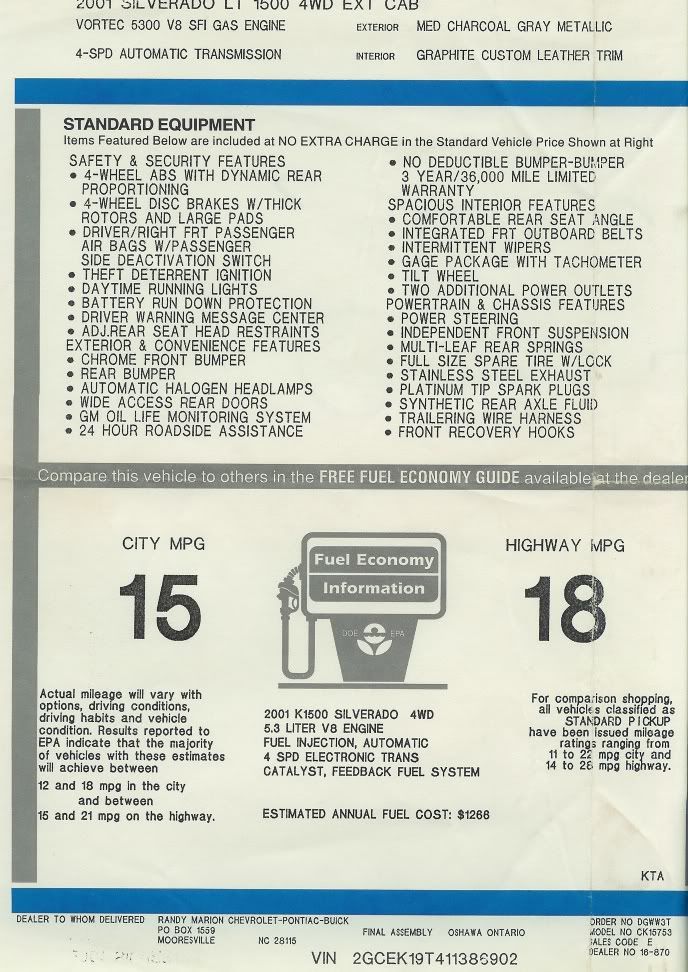 2001 SILVERADO LT 1500 4WD EXT CAB
VORTEC 5300 V8 SFI GAS ENGINE
EXTERIOR MED CHARCOAL GRAY METALLIC
4-SPD AUTOMATIC TRANSMISSION
INTERIOR GRAPHITE CUSTOM LEATHER TRIM
STANDARD EQUIPMENT
Items Featured Below are included at NO EXTRA CHARGE in the Standard Vehicle Price Shown at Right
SAFETY & SECURITY FEATURES
• 4-WHEEL ABS WITH DYNAMIC REAR
PROPORTIONING
• 4-WHEEL DISC BRAKES W/THICK
ROTORS AND LARGE PADS
• DRIVER/RIGHT FRT PASSENGER
AIR BAGS W/PASSENGER
SIDE DEACTIVATION SWITCH
• THEFT DETERRENT IGNITION
• DAYTIME RUNNING LIGHTS
• BATTERY RUN DOWN PROTECTION
• DRIVER WARNING MESSAGE CENTER
• ADJ.REAR SEAT HEAD RESTRAINTS
EXTERIOR & CONVENIENCE FEATURES
• CHROME FRONT BUMPER
• REAR BUMPER
• AUTOMATIC HALOGEN HEADLAMPS
• WIDE ACCESS REAR DOORS
• GM OIL LIFE MONITORING SYSTEM
• 24 HOUR ROADSIDE ASSISTANCE
• NO DEDUCTIBLE BUMPER-BUMPER
3 YEAR/36,000 MILE LIMITED
WARRANTY
SPACIOUS INTERIOR FEATURES
• COMFORTABLE REAR SEAT ANGLE
• INTEGRATED FRT OUTBOARD BELTS
• INTERMITTENT WIPERS
• GAGE PACKAGE WITH TACHOMETER
• TILT WHEEL
• TWO ADDITIONAL POWER OUTLETS
POWERTRAIN & CHASSIS FEATURES
• POWER STEERING
• INDEPENDENT FRONT SUSPENSION
• MULTI-LEAF REAR SPRINGS
• FULL SIZE SPARE TIRE W/LOCK
• STAINLESS STEEL EXHAUST
• PLATINUM TIP SPARK PLUGS
• SYNTHETIC REAR AXLE FLUID
• TRAILERING WIRE HARNESS
• FRONT RECOVERY HOOKS
Compare this vehicle to others in the FREE FUEL ECONOMY GUIDE available at the dealer
CITY MPG
15
Fuel Economy
Information
DOE EPA
HIGHWAY MPG
18
Actual mileage will vary with
options, driving conditions,
driving habits and vehicle
condition. Results reported to
EPA indicate that the majority
of vehicles with these estimates
will achieve between
12 and 18 mpg in the city
and between
15 and 21 mpg on the highway.
2001 K1500 SILVERADO 4WD
5.3 LITER V8 ENGINE
FUEL INJECTION, AUTOMATIC
4 SPD ELECTRONIC TRANS
CATALYST, FEEDBACK FUEL SYSTEM
ESTIMATED ANNUAL FUEL COST: $1266
For comparison shopping,
all vehicles classified as
STANDARD PICKUP
have been issued mileage
ratings ranging from
11 to 22 mpg city and
14 to 26 mpg highway.
KTA
DEALER TO WHOM DELIVERED
RANDY MARION CHEVROLET-PONTIAC-BUICK
PO BOX 1559
MOORESVILLE NC 28115
FINAL ASSEMBLY OSHAWA ONTARIO
VIN 2GCEK19T411386902
ORDER NO DGWW3T
MODEL NO CK15753
SALES CODE E
DEALER NO 16-670